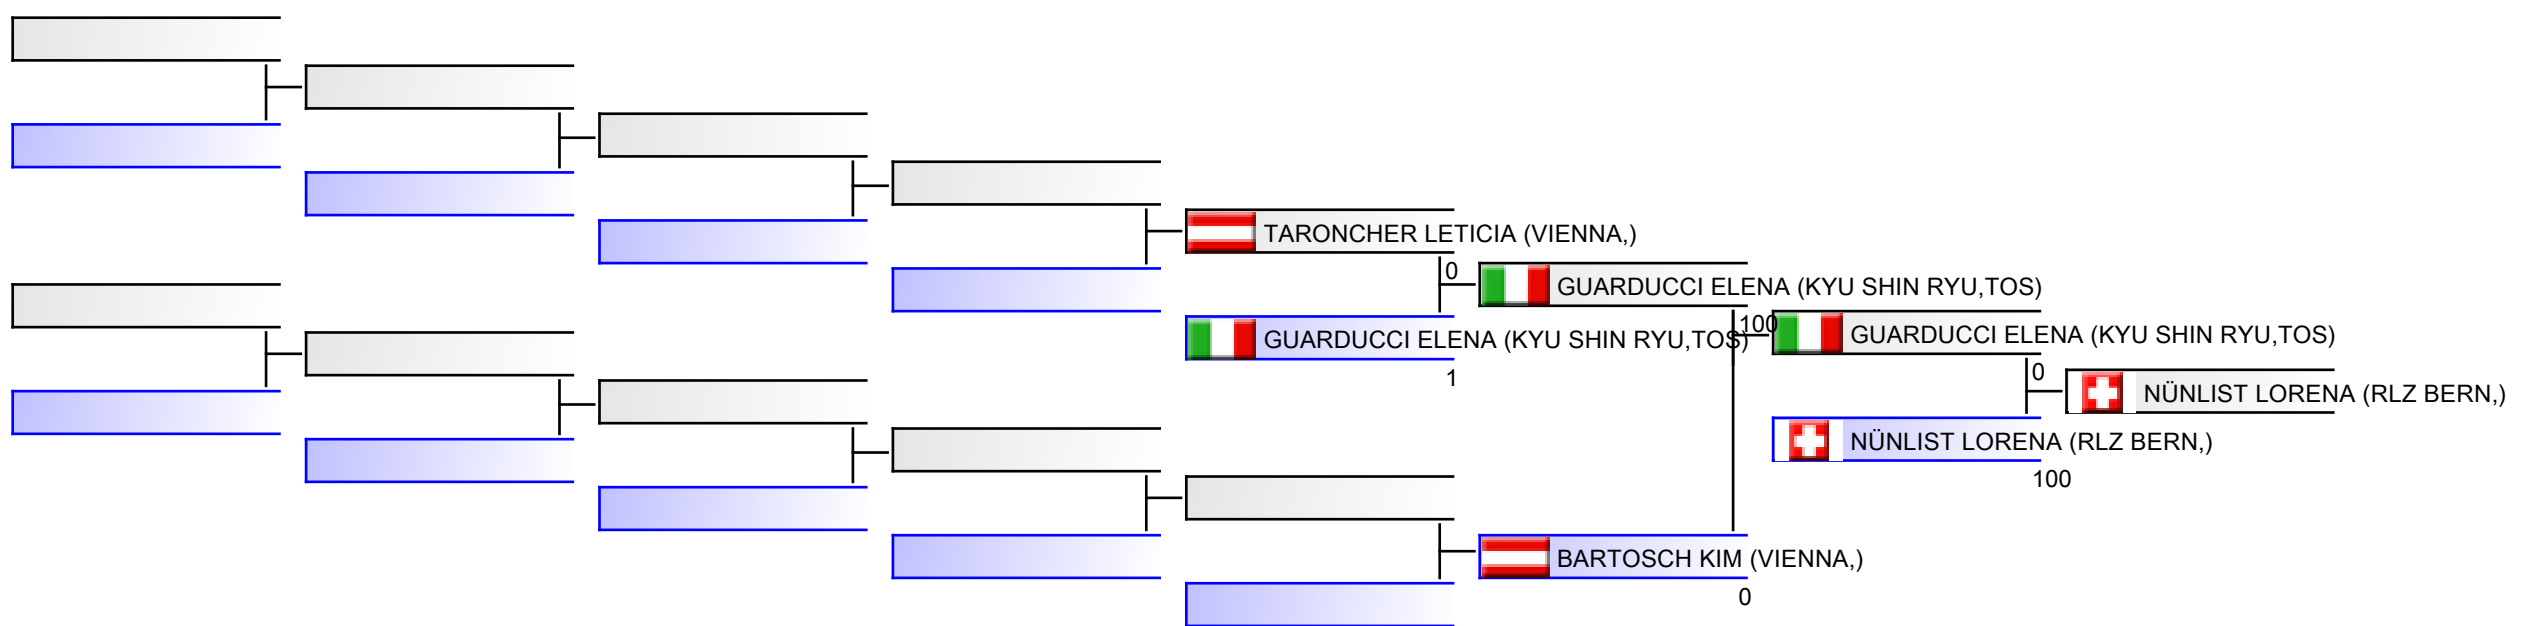 TARONCHER LETICIA (VIENNA,)
0
GUARDUCCI ELENA (KYU SHIN RYU,TOS)
GUARDUCCI ELENA (KYU SHIN RYU,TOS)
1
100
GUARDUCCI ELENA (KYU SHIN RYU,TOS)
0
NÜNLIST LORENA (RLZ BERN,)
NÜNLIST LORENA (RLZ BERN,)
100
BARTOSCH KIM (VIENNA,)
0